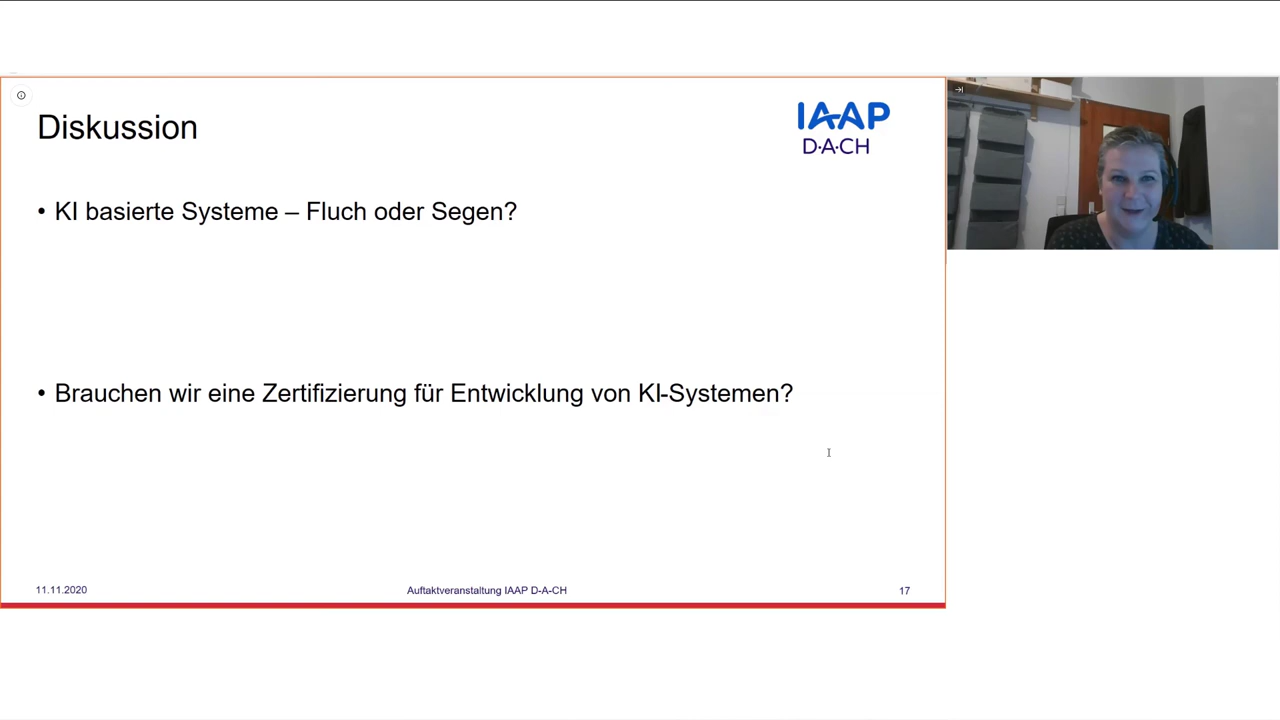 Diskussion
IAAP
D·A·CH
• KI basierte Systeme – Fluch oder Segen?
• Brauchen wir eine Zertifizierung für Entwicklung von KI-Systemen?
11.11.2020
Auftaktveranstaltung IAAP D-A-CH
17